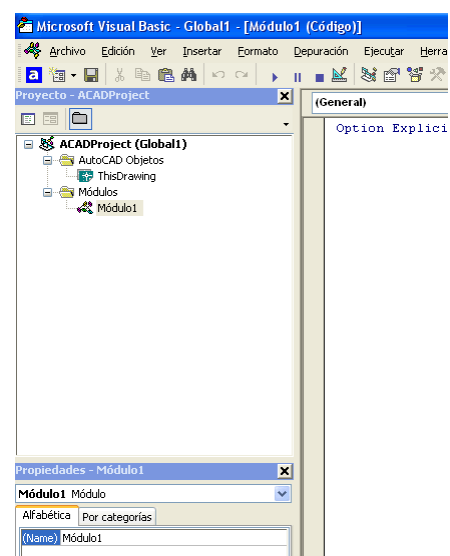 Microsoft Visual Basic - Global1 - [Módulo1 (Código)]
Archivo Edición Ver Insertar Formato Depuración Ejecutar Herra
a
Proyecto - ACADProject
(General)
Option Explici
ACADProject (Global1)
AutoCAD Objetos
ThisDrawing
Módulos
Módulo1
Propiedades - Módulo1
Módulo1 Módulo
Alfabética Por categorías
(Name) Módulo1